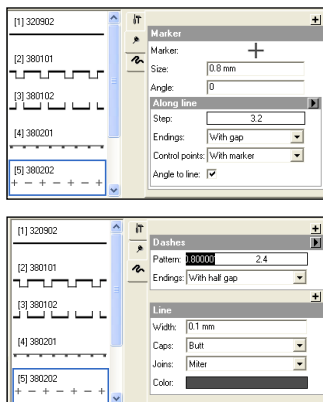 [1] 320902
[2] 380101
[3] 380102
[4] 380201
[5] 380202
Marker
Marker:
Size: 0.8 mm
Angle: 0
Along line
Step: 3.2
Endings: With gap
Control points: With marker
Angle to line:
[1] 320902
[2] 380101
[3] 380102
[4] 380201
[5] 380202
Dashes
Pattern: 0.80000 2.4
Endings: With half gap
Line
Width: 0.1 mm
Caps: Butt
Joins: Miter
Color: